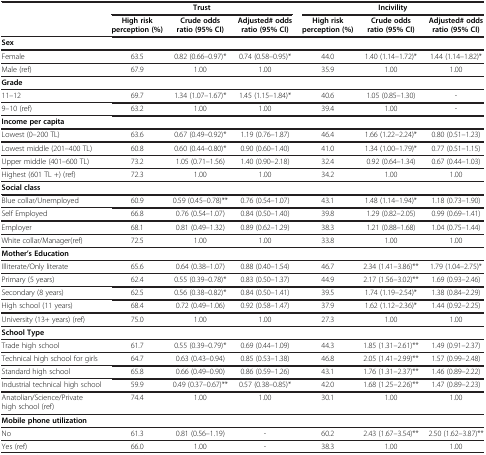 Trust Incivility
High risk perception (%) Crude odds ratio (95% CI) Adjusted# odds ratio (95% CI) High risk perception (%) Crude odds ratio (95% CI) Adjusted# odds ratio (95% CI)
Sex
Female 63.5 0.82 (0.66–0.97)* 0.74 (0.58–0.95)* 44.0 1.40 (1.14–1.72)* 1.44 (1.14–1.82)*
Male (ref) 67.9 1.00 1.00 35.9 1.00 1.00
Grade
11–12 69.7 1.34 (1.07–1.67)* 1.45 (1.15–1.84)* 40.6 1.05 (0.85–1.30) -
9–10 (ref) 63.2 1.00 1.00 39.4 1.00 -
Income per capita
Lowest (0–200 TL) 63.6 0.67 (0.49–0.92)* 1.19 (0.76–1.87) 46.4 1.66 (1.22–2.24)* 0.80 (0.51–1.23)
Lowest middle (201–400 TL) 60.8 0.60 (0.44–0.80)* 0.90 (0.60–1.40) 41.0 1.34 (1.00–1.79)* 0.77 (0.51–1.15)
Upper middle (401–600 TL) 73.2 1.05 (0.71–1.56) 1.40 (0.90–2.18) 32.4 0.92 (0.64–1.34) 0.67 (0.44–1.03)
Highest (601 TL +) (ref) 72.3 1.00 1.00 34.2 1.00 1.00
Social class
Blue collar/Unemployed 60.9 0.59 (0.45–0.78)** 0.76 (0.54–1.07) 43.1 1.48 (1.14–1.94)* 1.18 (0.73–1.90)
Self Employed 66.8 0.76 (0.54–1.07) 0.84 (0.50–1.40) 39.8 1.29 (0.82–2.05) 0.99 (0.69–1.41)
Employer 68.1 0.81 (0.49–1.32) 0.89 (0.62–1.29) 38.3 1.21 (0.88–1.68) 1.04 (0.75–1.44)
White collar/Manager(ref) 72.5 1.00 1.00 33.8 1.00 1.00
Mother's Education
Illiterate/Only literate 65.6 0.64 (0.38–1.07) 0.88 (0.40–1.54) 46.7 2.34 (1.41–3.86)** 1.79 (1.04–2.75)*
Primary (5 years) 62.4 0.55 (0.39–0.78)* 0.83 (0.50–1.37) 44.9 2.17 (1.56–3.02)** 1.69 (0.93–2.46)
Secondary (8 years) 62.5 0.56 (0.38–0.82)* 0.84 (0.50–1.41) 39.5 1.74 (1.19–2.54)* 1.38 (0.84–2.29)
High school (11 years) 68.4 0.72 (0.49–1.06) 0.92 (0.58–1.47) 37.9 1.62 (1.12–2.36)* 1.44 (0.92–2.25)
University (13+ years) (ref) 75.0 1.00 1.00 27.3 1.00 1.00
School Type
Trade high school 61.7 0.55 (0.39–0.79)* 0.69 (0.44–1.09) 44.3 1.85 (1.31–2.61)** 1.49 (0.91–2.37)
Technical high school for girls 64.7 0.63 (0.43–0.94) 0.85 (0.53–1.38) 46.8 2.05 (1.41–2.99)** 1.57 (0.99–2.48)
Standard high school 65.8 0.66 (0.49–0.90) 0.86 (0.59–1.26) 43.1 1.76 (1.31–2.37)** 1.46 (0.89–2.22)
Industrial technical high school 59.9 0.49 (0.37–0.67)** 0.57 (0.38–0.85)* 42.0 1.68 (1.25–2.26)** 1.47 (0.89–2.23)
Anatolian/Science/Private high school (ref) 74.4 1.00 1.00 30.1 1.00 1.00
Mobile phone utilization
No 61.3 0.81 (0.56–1.19) - 60.2 2.43 (1.67–3.54)** 2.50 (1.62–3.87)**
Yes (ref) 66.0 1.00 - 38.3 1.00 1.00